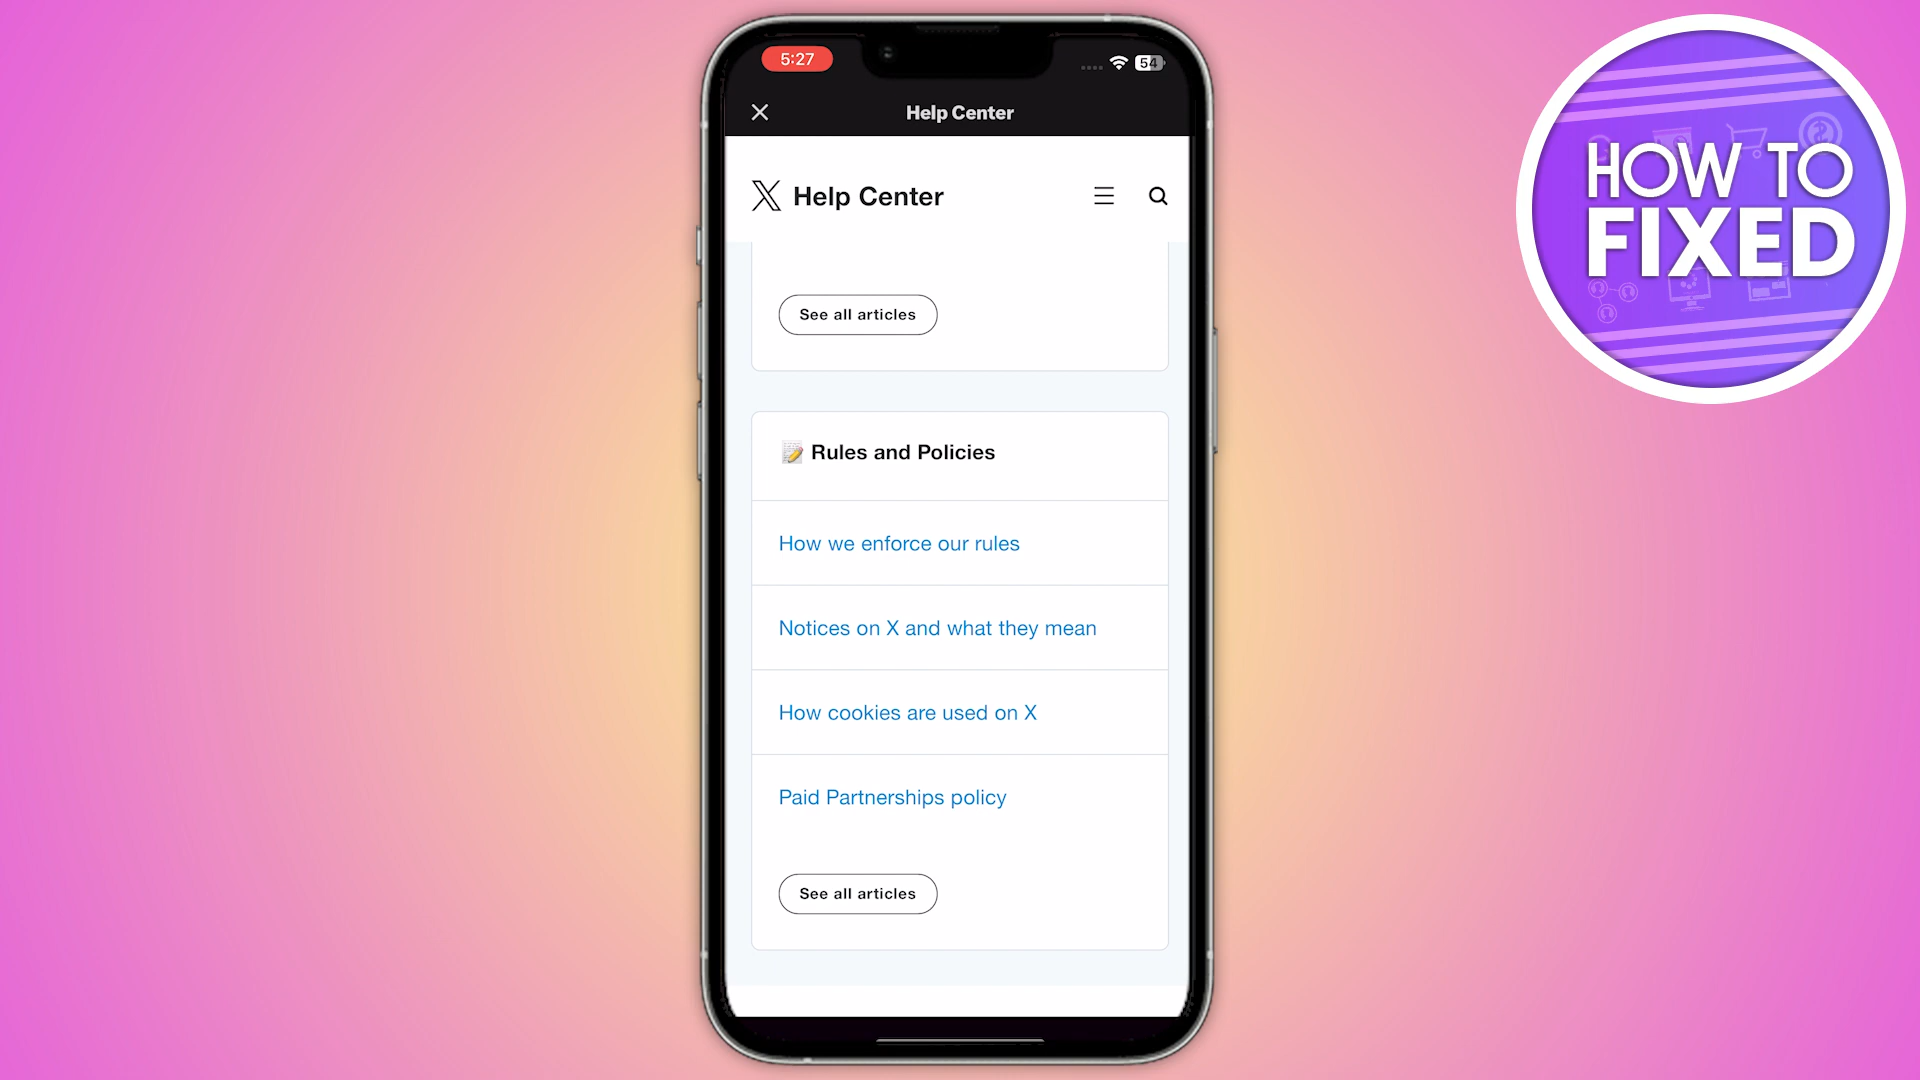 5:27
54
Help Center
X Help Center
See all articles
Rules and Policies
How we enforce our rules
Notices on X and what they mean
How cookies are used on X
Paid Partnerships policy
See all articles
HOW TO
FIXED